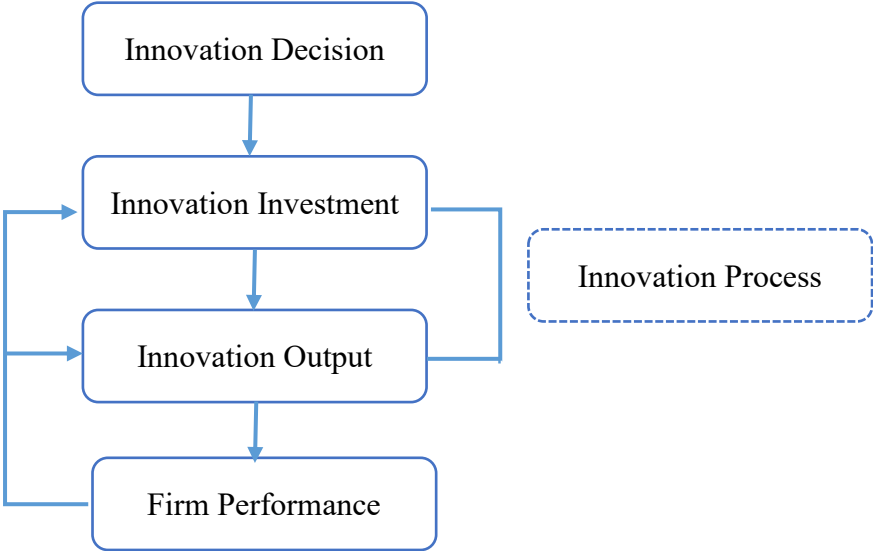 Innovation Decision
Innovation Investment
Innovation Process
Innovation Output
Firm Performance